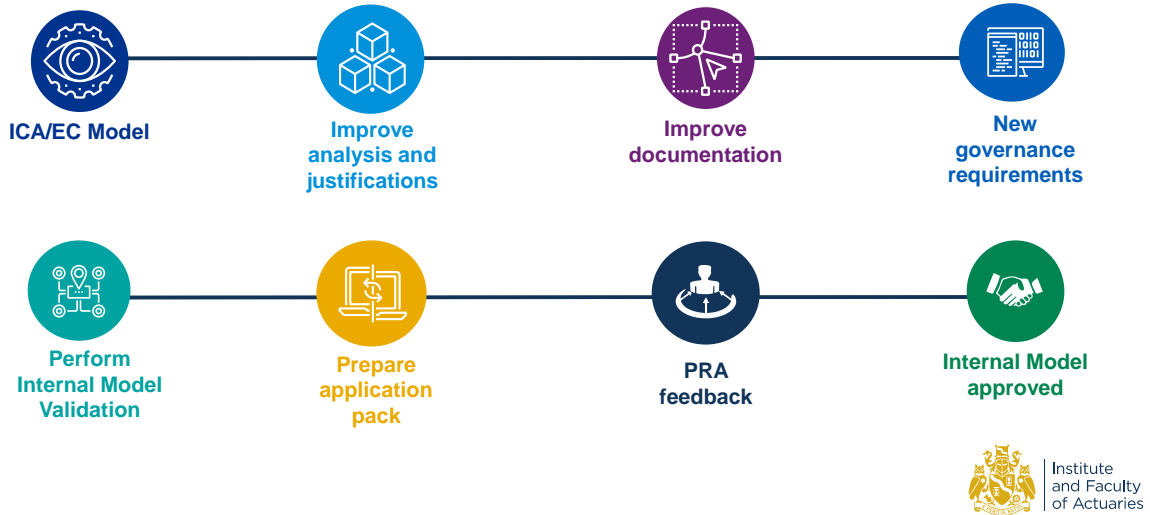 ICA/EC Model
Improve
analysis and
justifications
Improve
documentation
New
governance
requirements
Perform
Internal Model
Validation
Prepare
application
pack
PRA
feedback
Internal Model
approved
Institute
and Faculty
of Actuaries